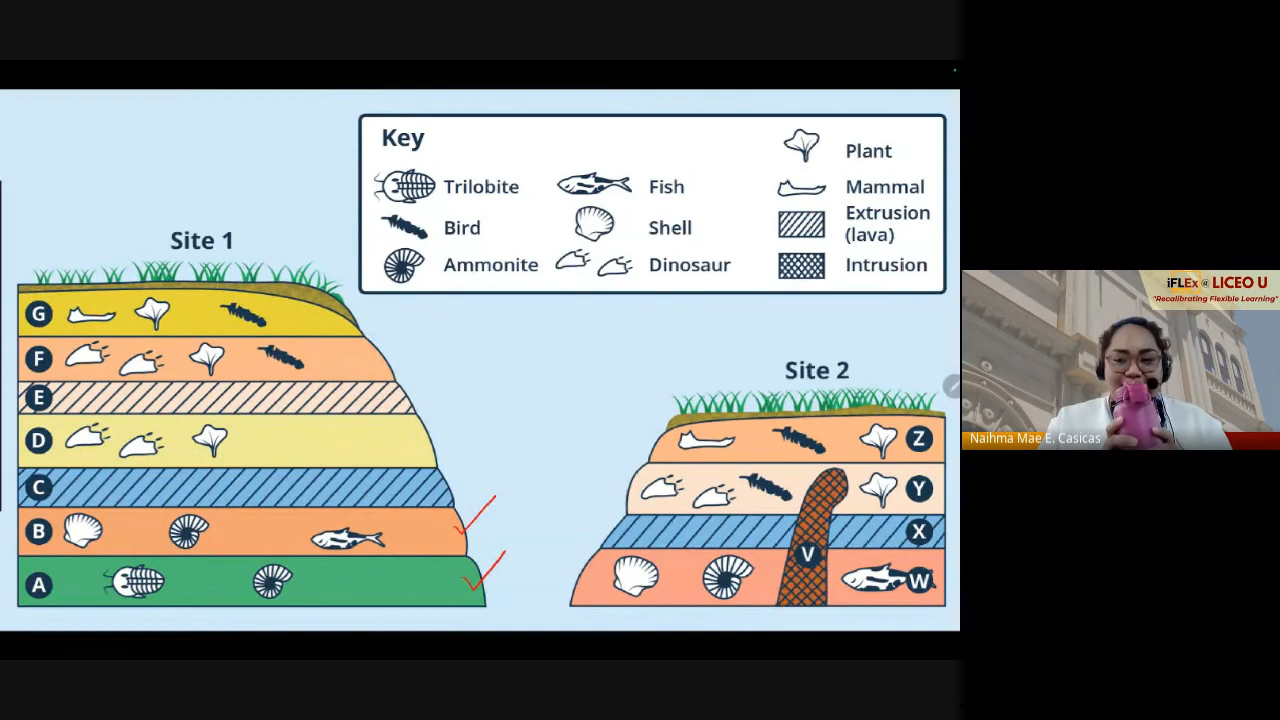 Key
Plant
Trilobite
Fish
Mammal
Bird
Shell
Extrusion
(lava)
Ammonite
Dinosaur
Intrusion
Site 1
G
F
E
D
C
B
A
Site 2
Z
Y
X
V
W
iFLEx @ LICEO U
"Recalibrating Flexible Learning"
Naihma Mae E. Casicas